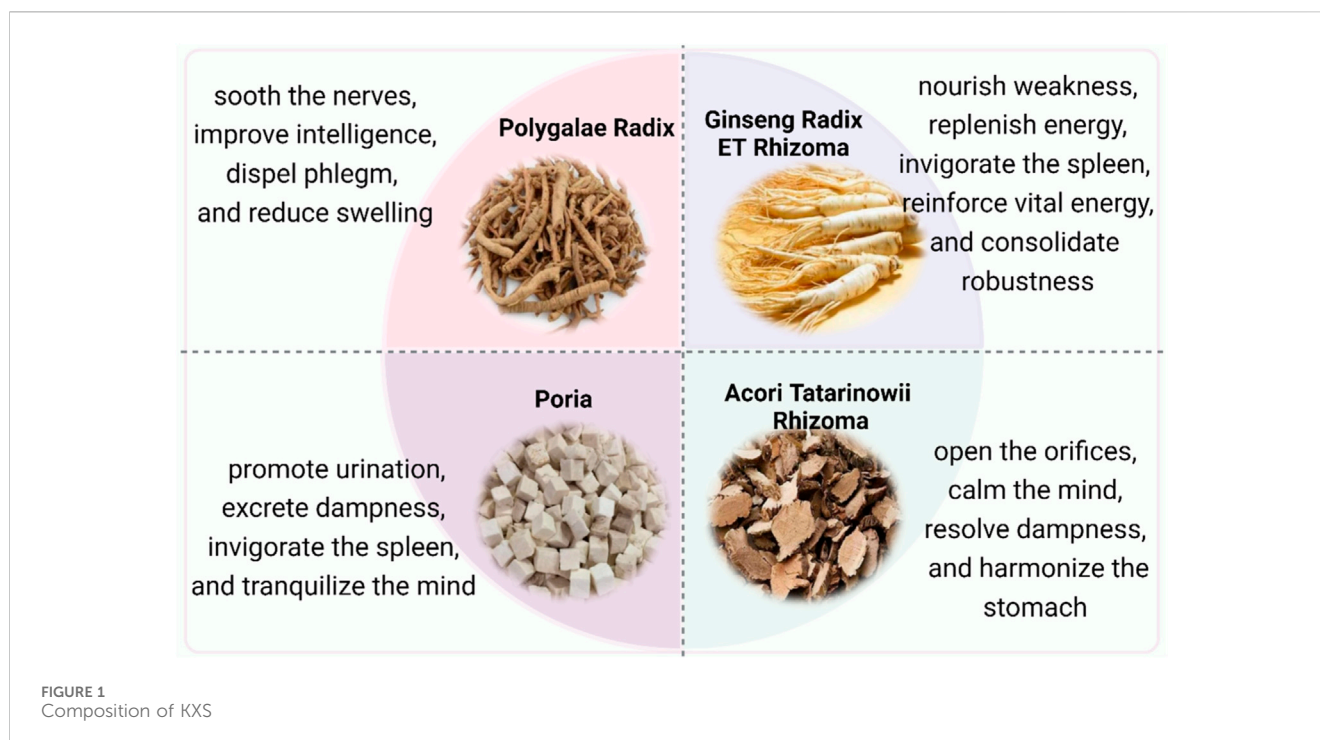 sooth the nerves,
improve intelligence,
dispel phlegm,
and reduce swelling
Polygalae Radix
Ginseng Radix
ET Rhizoma
nourish weakness,
replenish energy,
invigorate the spleen,
reinforce vital energy,
and consolidate
robustness
Poria
promote urination,
excrete dampness,
invigorate the spleen,
and tranquilize the mind
Acori Tatarinowii
Rhizoma
open the orifices,
calm the mind,
resolve dampness,
and harmonize the
stomach
FIGURE 1
Composition of KXS